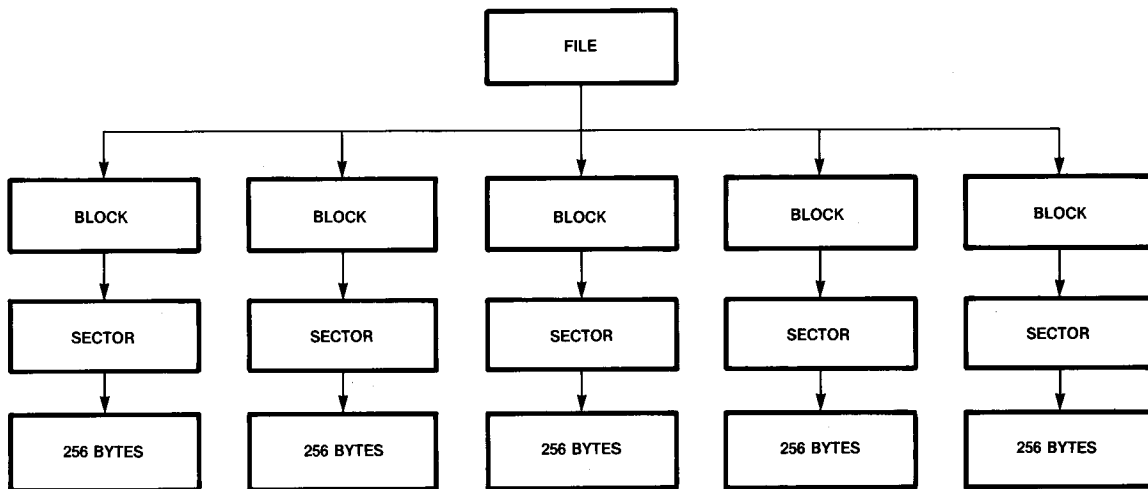 FILE
BLOCK
BLOCK
BLOCK
BLOCK
BLOCK
SECTOR
SECTOR
SECTOR
SECTOR
SECTOR
256 BYTES
256 BYTES
256 BYTES
256 BYTES
256 BYTES